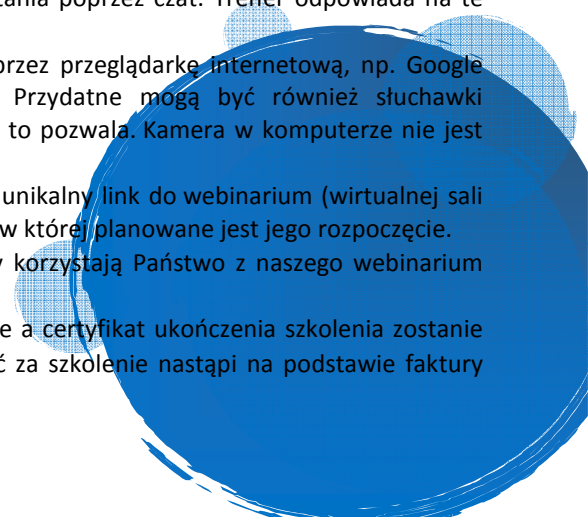 poprzez czat. Trener odpowiada na te
przez przeglądarkę internetową, np. Google
Przydatne mogą być również słuchawki
to pozwala. Kamera w komputerze nie jest
unikalny link do webinarium (wirtualnej sali
w której planowane jest jego rozpoczęcie.
korzystają Państwo z naszego webinarium
e a certyfikat ukończenia szkolenia zostanie
ć za szkolenie nastąpi na podstawie faktury